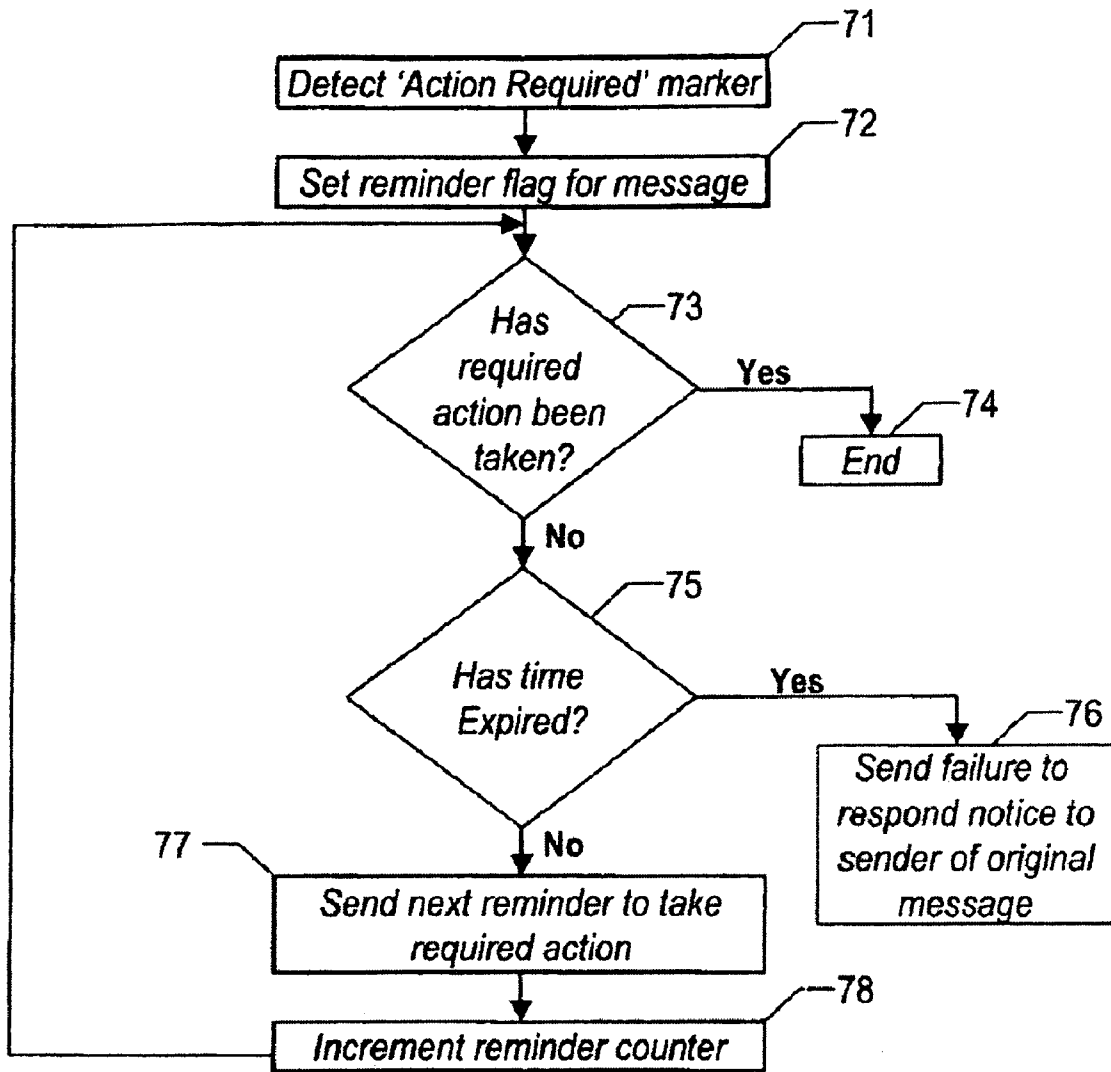 71
Detect 'Action Required' marker
72
Set reminder flag for message
73
Has
required
action been
taken?
Yes
74
End
No
75
Has time
Expired?
Yes
76
Send failure to
respond notice to
sender of original
message
No
77
Send next reminder to take
required action
78
Increment reminder counter